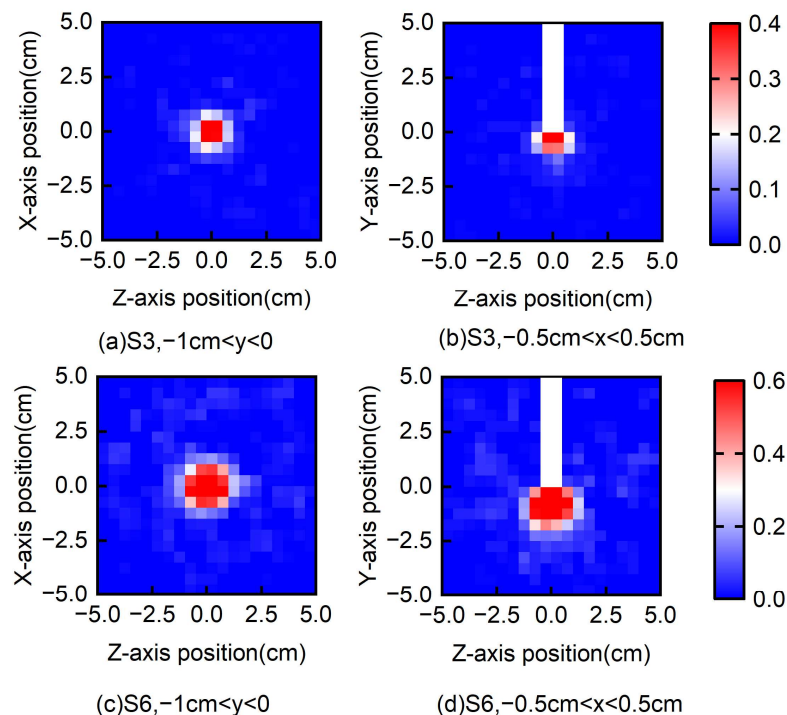 5.0
2.5
0.0
−2.5
5.0
−5.0 −2.5 0.0 2.5 5.0
X-axis position(cm)
Z-axis position(cm)
(a)S3,−1cm<y<0
5.0
2.5
0.0
−2.5
5.0
−5.0 −2.5 0.0 2.5 5.0
Y-axis position(cm)
Z-axis position(cm)
(b)S3,−0.5cm<x<0.5cm
0.4
0.3
0.2
0.1
0.0
5.0
2.5
0.0
−2.5
5.0
−5.0 −2.5 0.0 2.5 5.0
X-axis position(cm)
Z-axis position(cm)
(c)S6,−1cm<y<0
5.0
2.5
0.0
−2.5
5.0
−5.0 −2.5 0.0 2.5 5.0
Y-axis position(cm)
Z-axis position(cm)
(d)S6,−0.5cm<x<0.5cm
0.6
0.4
0.2
0.0